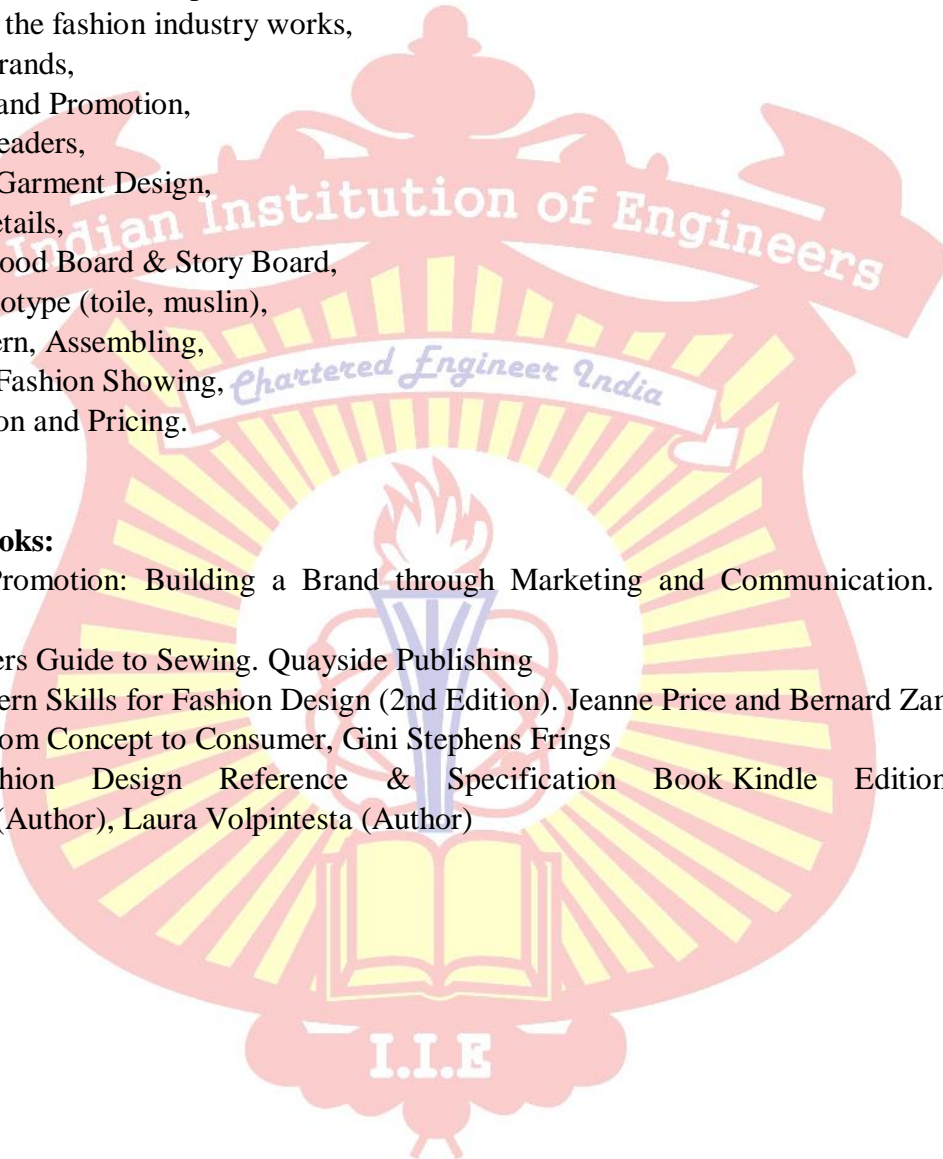 the fashion industry works,
rands,
and Promotion,
eaders,
Garment Design,
etails,
Indian Institution of Engineers
ood Board & Story Board,
otype (toile, muslin),
ern, Assembling,
Fashion Showing,
Chartered Engineer India
on and Pricing.
oks:
Promotion: Building a Brand through Marketing and Communication.
ers Guide to Sewing. Quayside Publishing
ern Skills for Fashion Design (2nd Edition). Jeanne Price and Bernard Zam
om Concept to Consumer, Gini Stephens Frings
hion Design Reference & Specification Book Kindle Edition
(Author), Laura Volpintesta (Author)
I.I.E